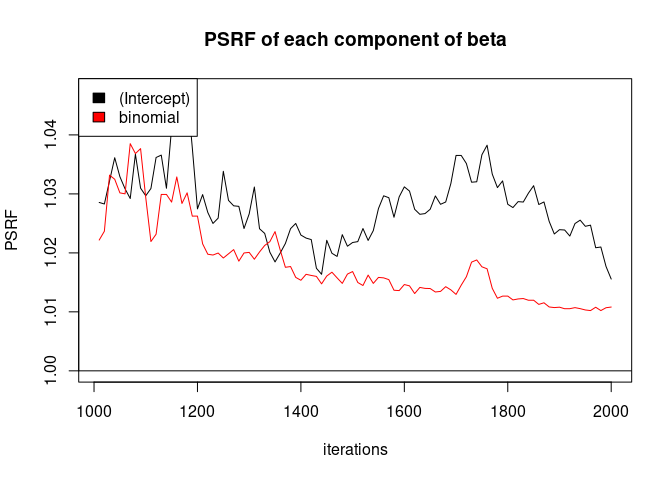 PSRF of each component of beta
(Intercept)
binomial
PSRF
1.04
1.03
1.02
1.01
1.00
1000 1200 1400 1600 1800 2000
iterations